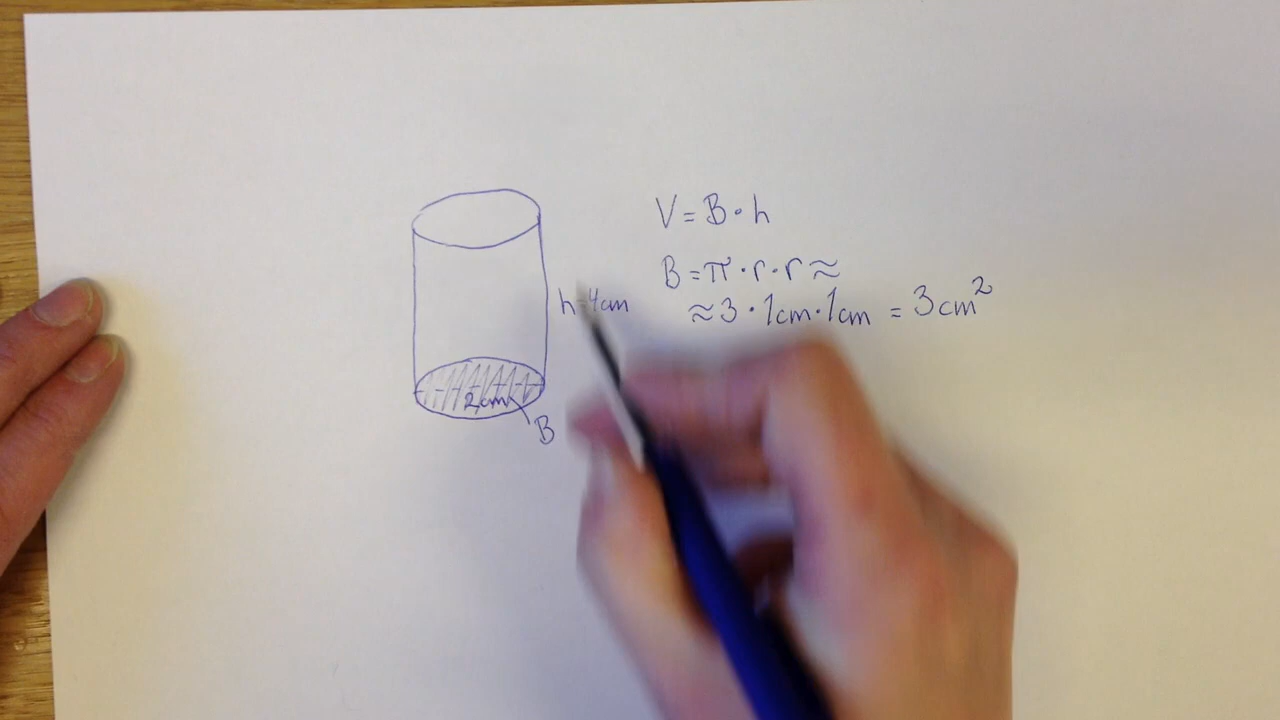 V = B · h
B = π · r · r ≈
≈ 3 · 1cm · 1cm = 3cm²
h=4cm
2cm
B